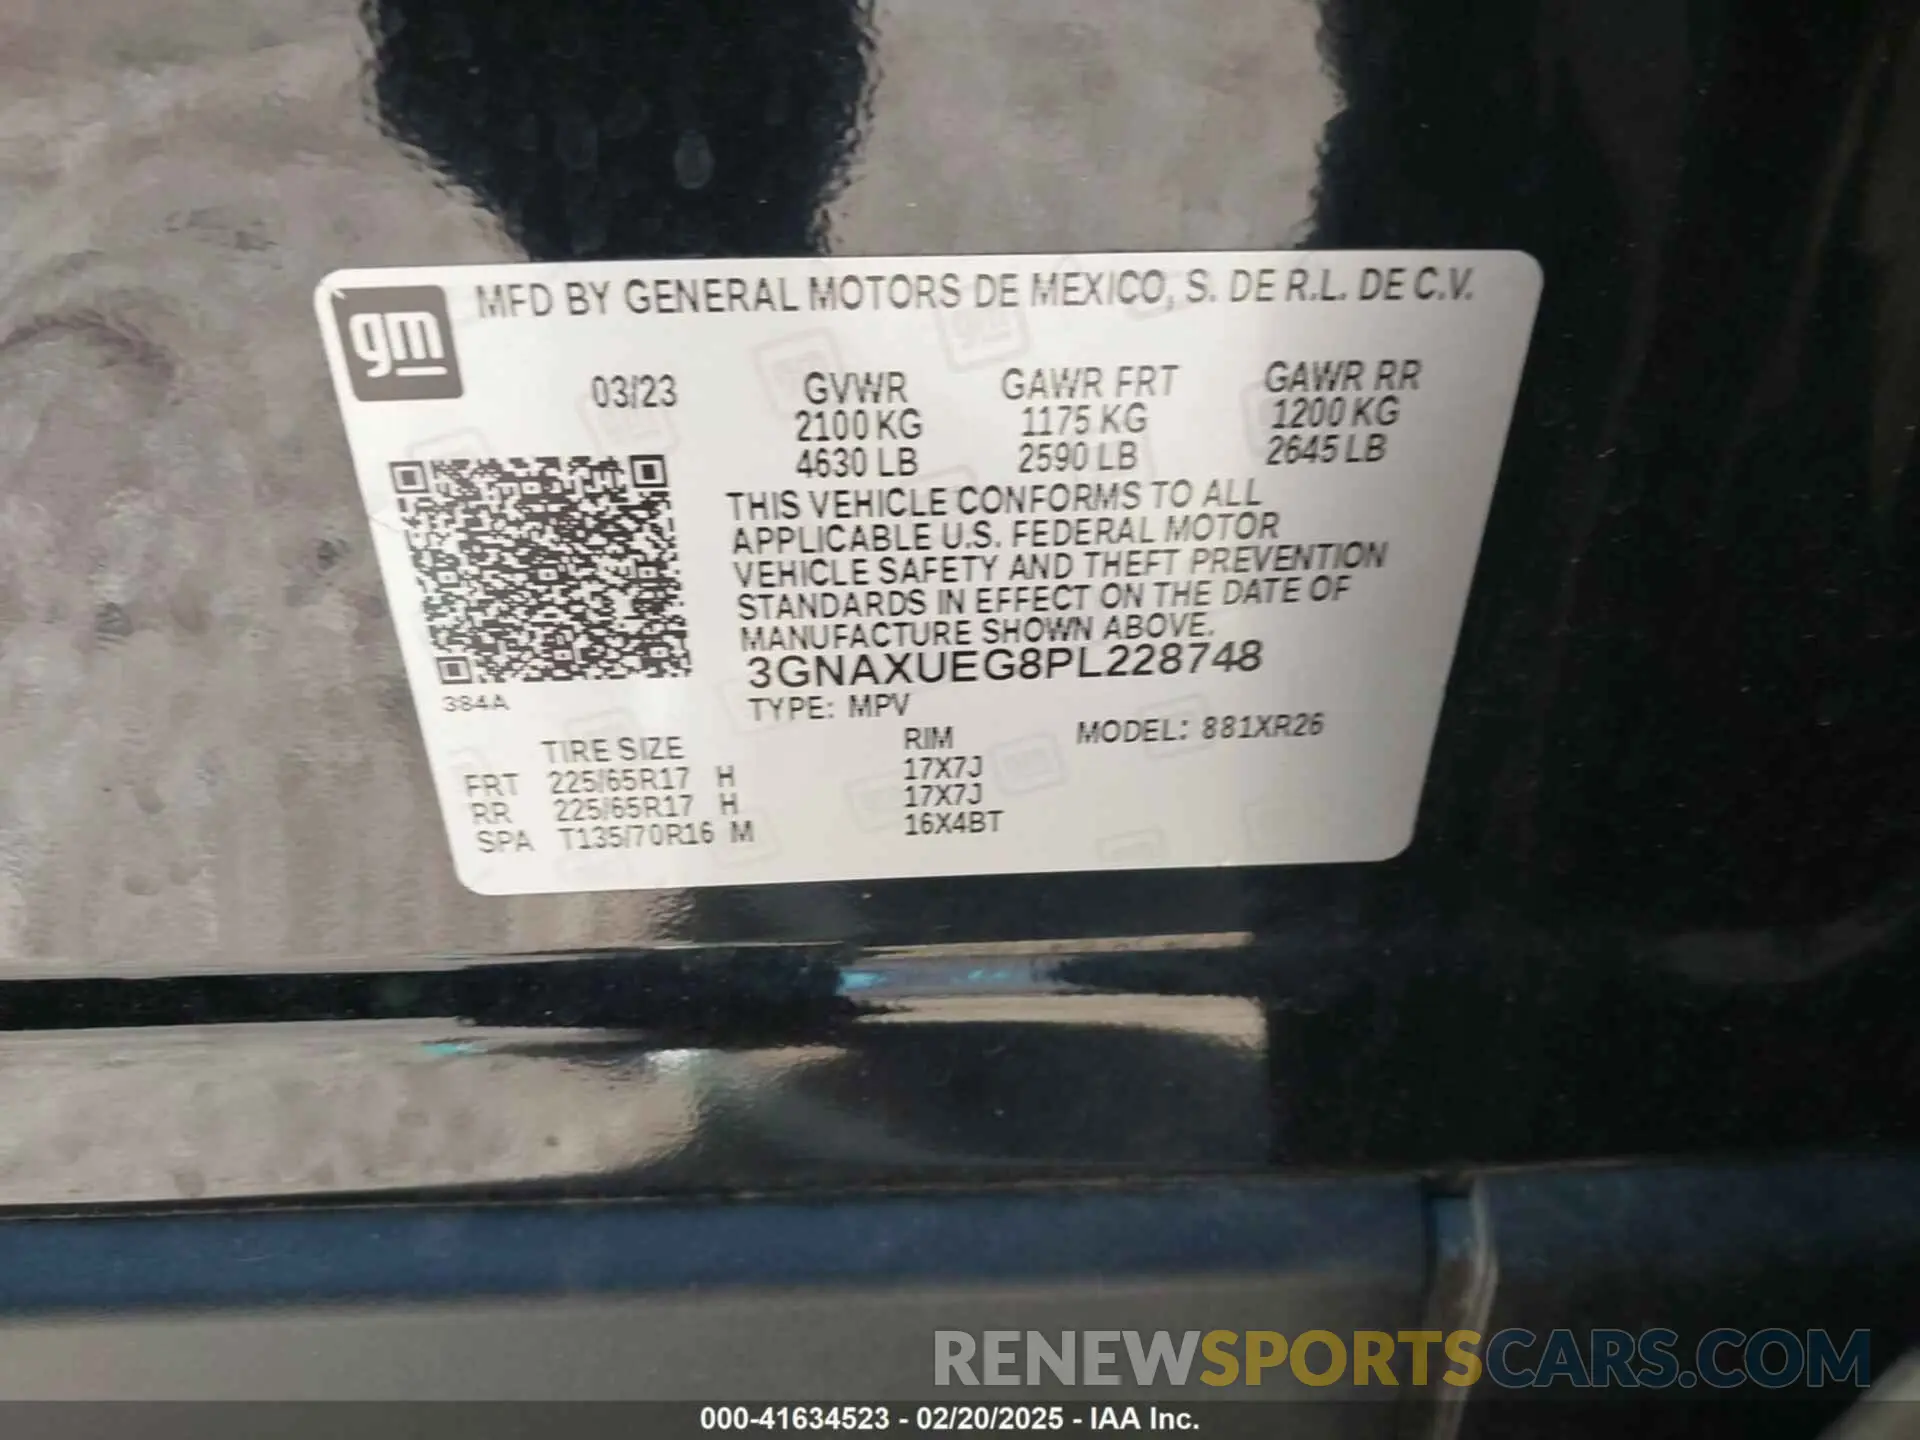 gm
MFD BY GENERAL MOTORS DE MEXICO, S. DE R.L. DE C.V.
03/23 GVWR GAWR FRT GAWR RR
2100 KG 1175 KG 1200 KG
4630 LB 2590 LB 2645 LB
THIS VEHICLE CONFORMS TO ALL
APPLICABLE U.S. FEDERAL MOTOR
VEHICLE SAFETY AND THEFT PREVENTION
STANDARDS IN EFFECT ON THE DATE OF
MANUFACTURE SHOWN ABOVE.
3GNAXUEG8PL228748
384A
TYPE: MPV
TIRE SIZE RIM MODEL: 881XR26
FRT 225/65R17 H 17X7J
RR 225/65R17 H 17X7J
SPA T135/70R16 M 16X4BT
RENEWSPORTSCARS.COM
000-41634523 - 02/20/2025 - IAA Inc.